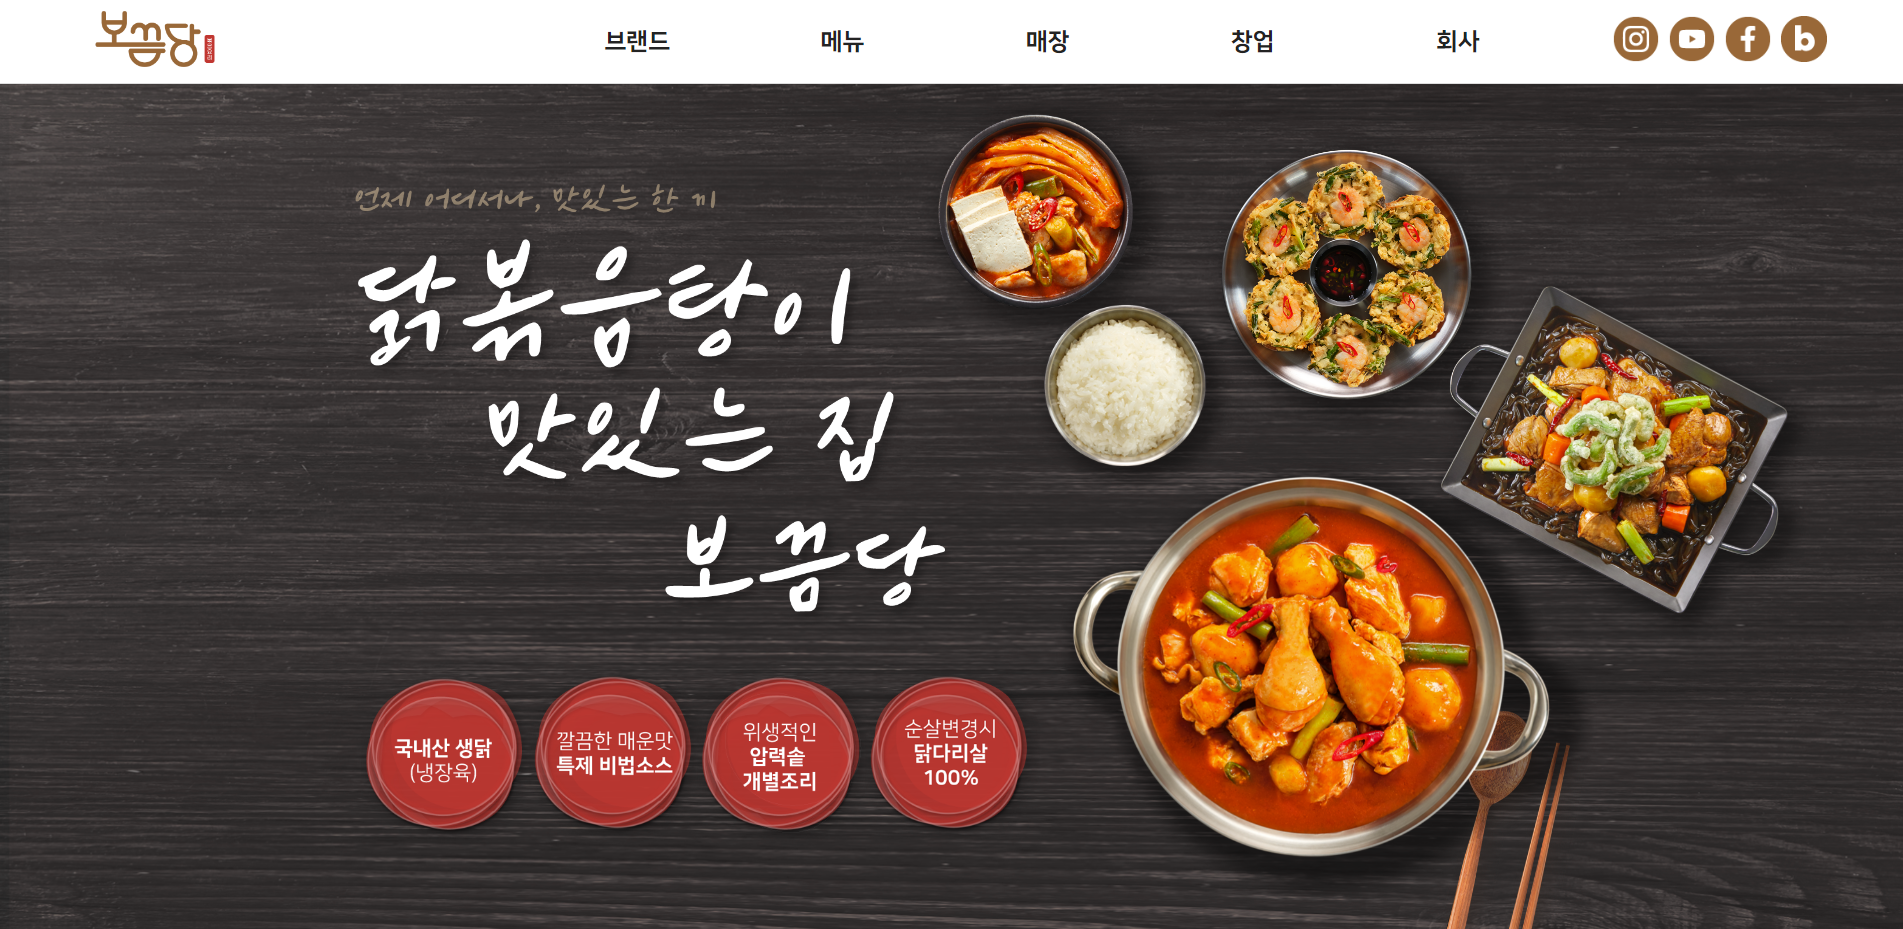 보끔당
브랜드
메뉴
매장
창업
회사
b
언제 어디서나, 맛있는 한 끼
닭볶음탕이
맛있는 집
보끔당
국내산 생닭
(냉장육)
깔끔한 매운맛
특제 비법소스
위생적인
압력솥
개별조리
순살변경시
닭다리살
100%